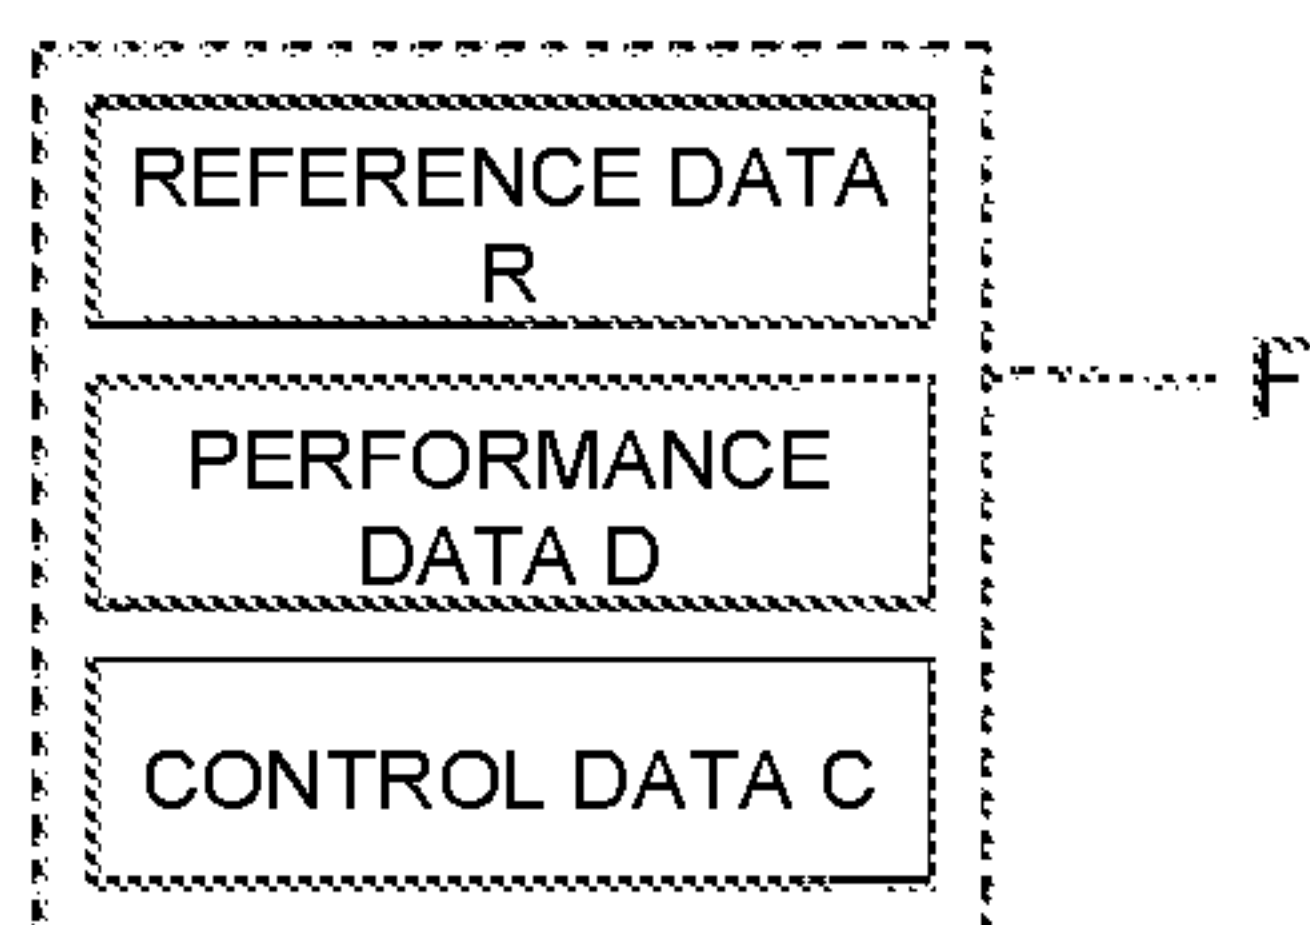 REFERENCE DATA
R
PERFORMANCE
DATA D
CONTROL DATA C